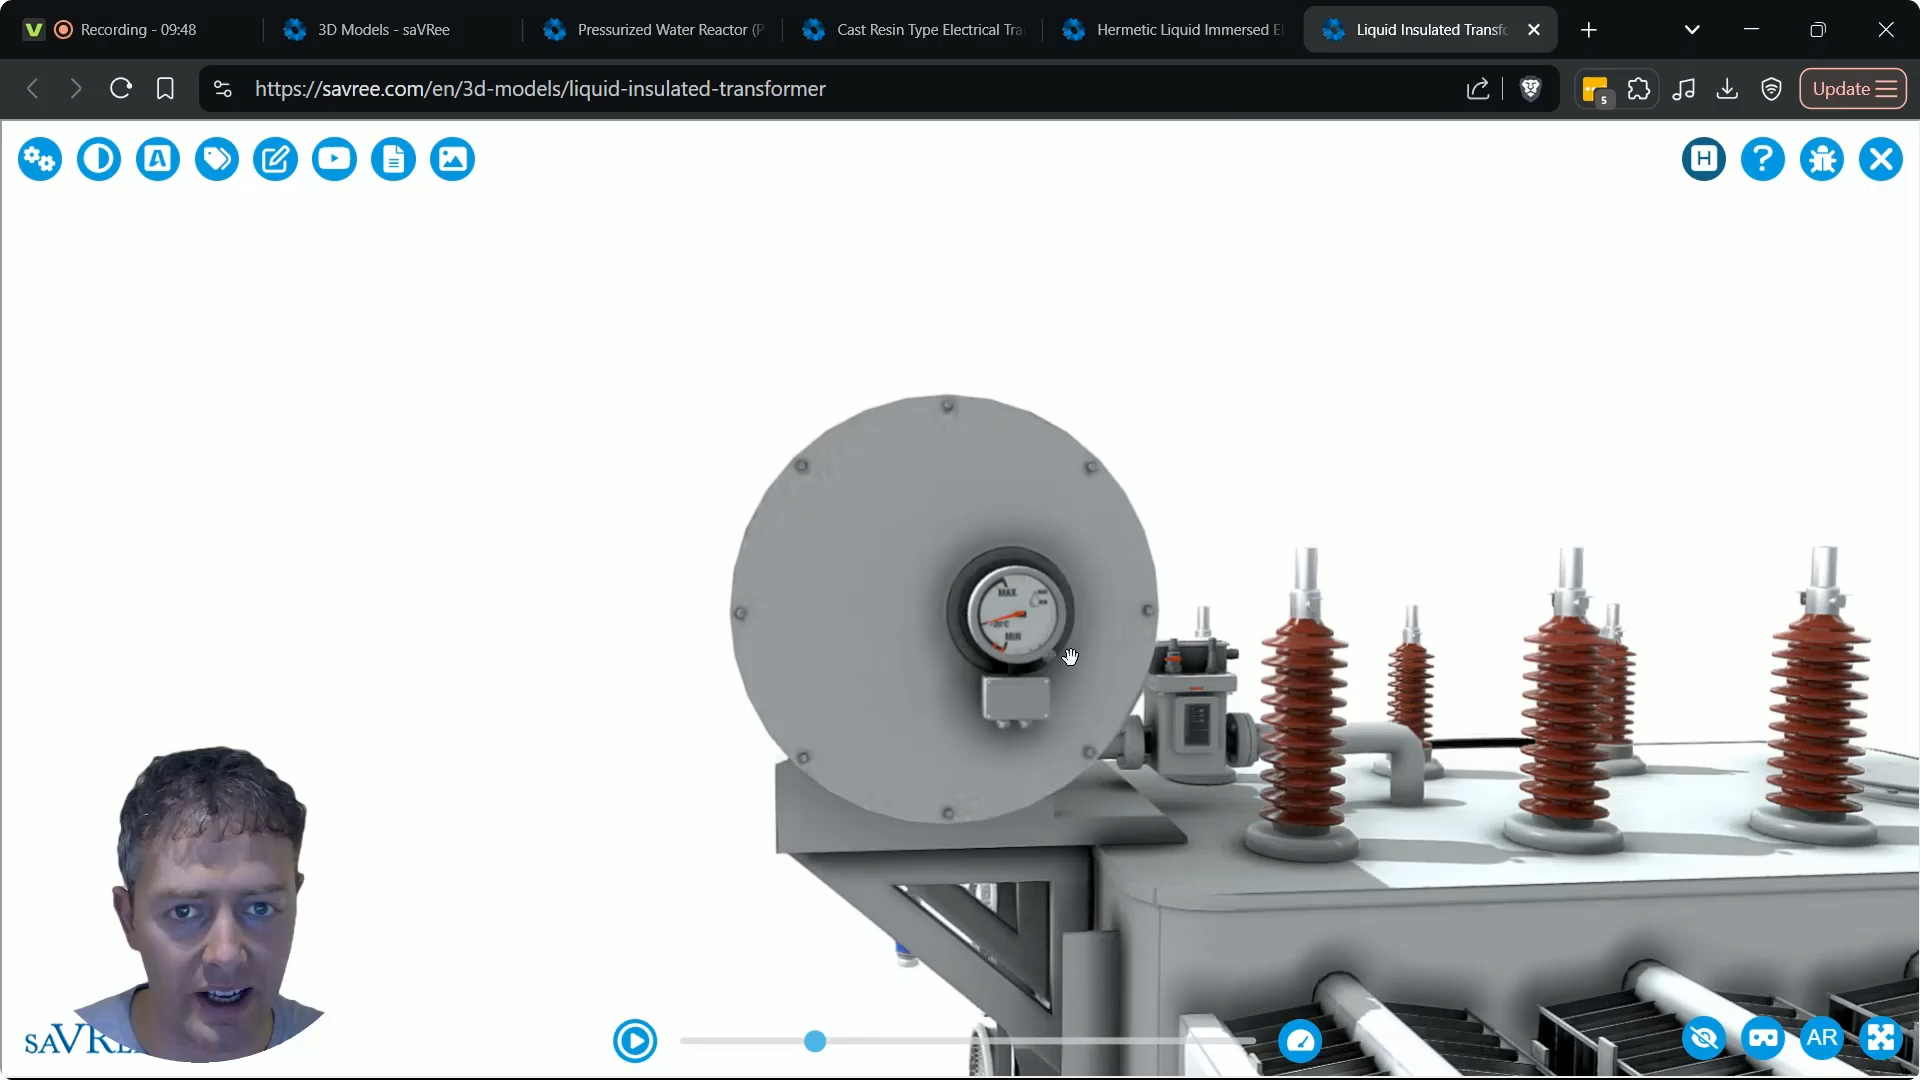 Recording - 09:48
3D Models - saVRee
Pressurized Water Reactor (P
Cast Resin Type Electrical Tra
Hermetic Liquid Immersed E
Liquid Insulated Transfo
https://savree.com/en/3d-models/liquid-insulated-transformer
5
Update
A
H
?
MAX
MIN
AR